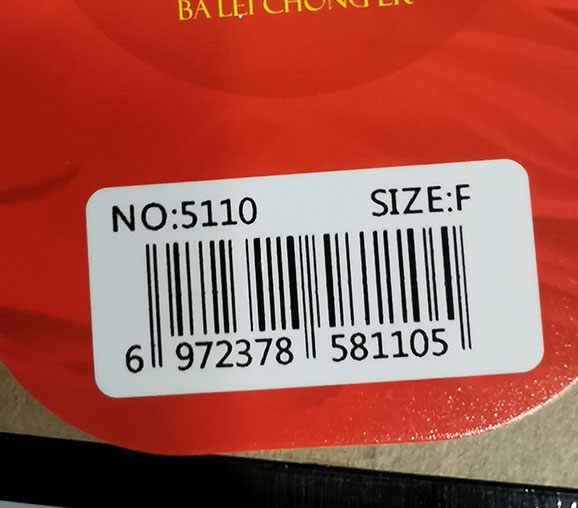 BA LEI CHONG ER
NO:5110 SIZE:F
6 972378 581105